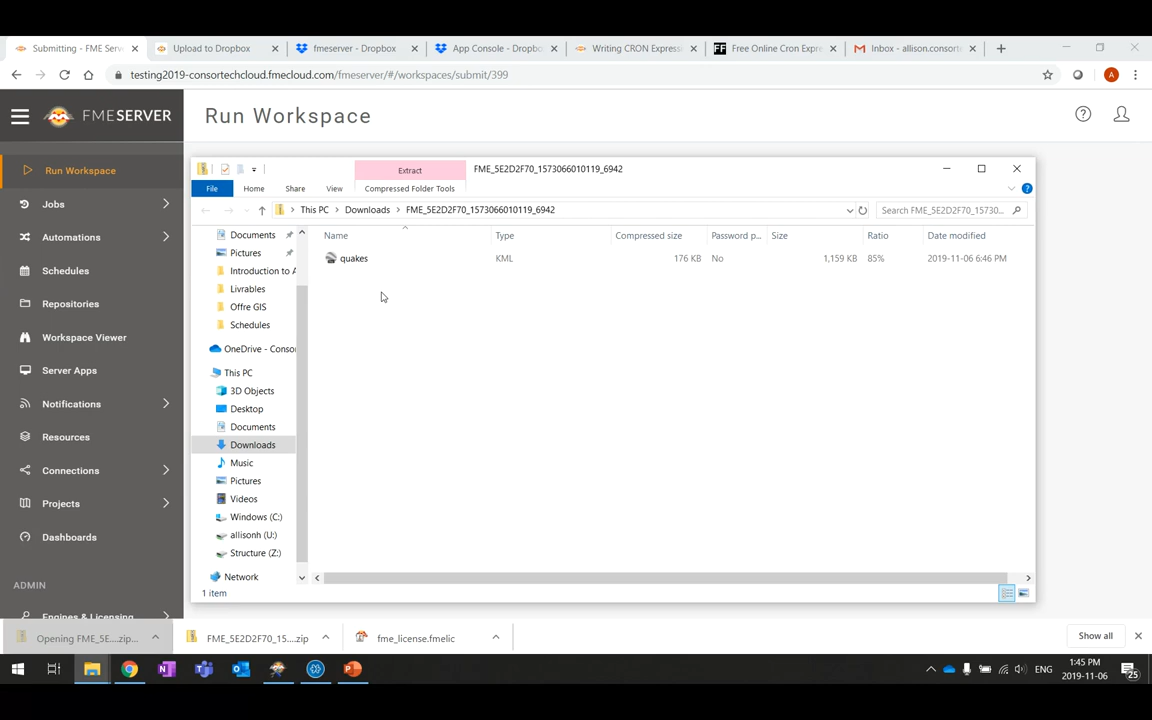 Submitting - FME Server
Upload to Dropbox
fmeserver - Dropbox
App Console - Dropbo
Writing CRON Expressi
Free Online Cron Expre
Inbox - allison.consorte
testing2019-consortechcloud.fmecloud.com/fmeserver/#/workspaces/submit/399
A
FMESERVER
Run Workspace
Run Workspace
Jobs
Automations
Schedules
Repositories
Workspace Viewer
Server Apps
Notifications
Resources
Connections
Projects
Dashboards
ADMIN
Engines & Licensing
Extract
FME_5E2D2F70_1573066010119_6942
File
Home
Share
View
Compressed Folder Tools
This PC
Downloads
FME_5E2D2F70_1573066010119_6942
Search FME_5E2D2F70_15730...
Documents
Pictures
Introduction to A
Livrables
Offre GIS
Schedules
OneDrive - Conso
This PC
3D Objects
Desktop
Documents
Downloads
Music
Pictures
Videos
Windows (C:)
allisonh (U:)
Structure (Z:)
Network
Name
Type
Compressed size
Password p...
Size
Ratio
Date modified
quakes
KML
176 KB
No
1,159 KB
85%
2019-11-06 6:46 PM
1 item
Opening FME_5E....zip...
FME_5E2D2F70_15....zip
fme_license.fmelic
Show all
ENG
1:45 PM
2019-11-06
25